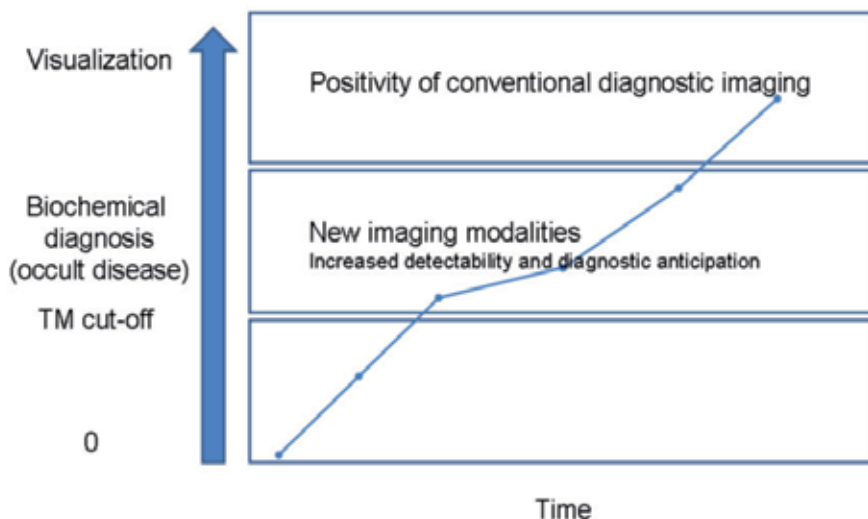 Visualization
Positivity of conventional diagnostic imaging
Biochemical
diagnosis
(occult disease)
New imaging modalities
Increased detectability and diagnostic anticipation
TM cut-off
0
Time